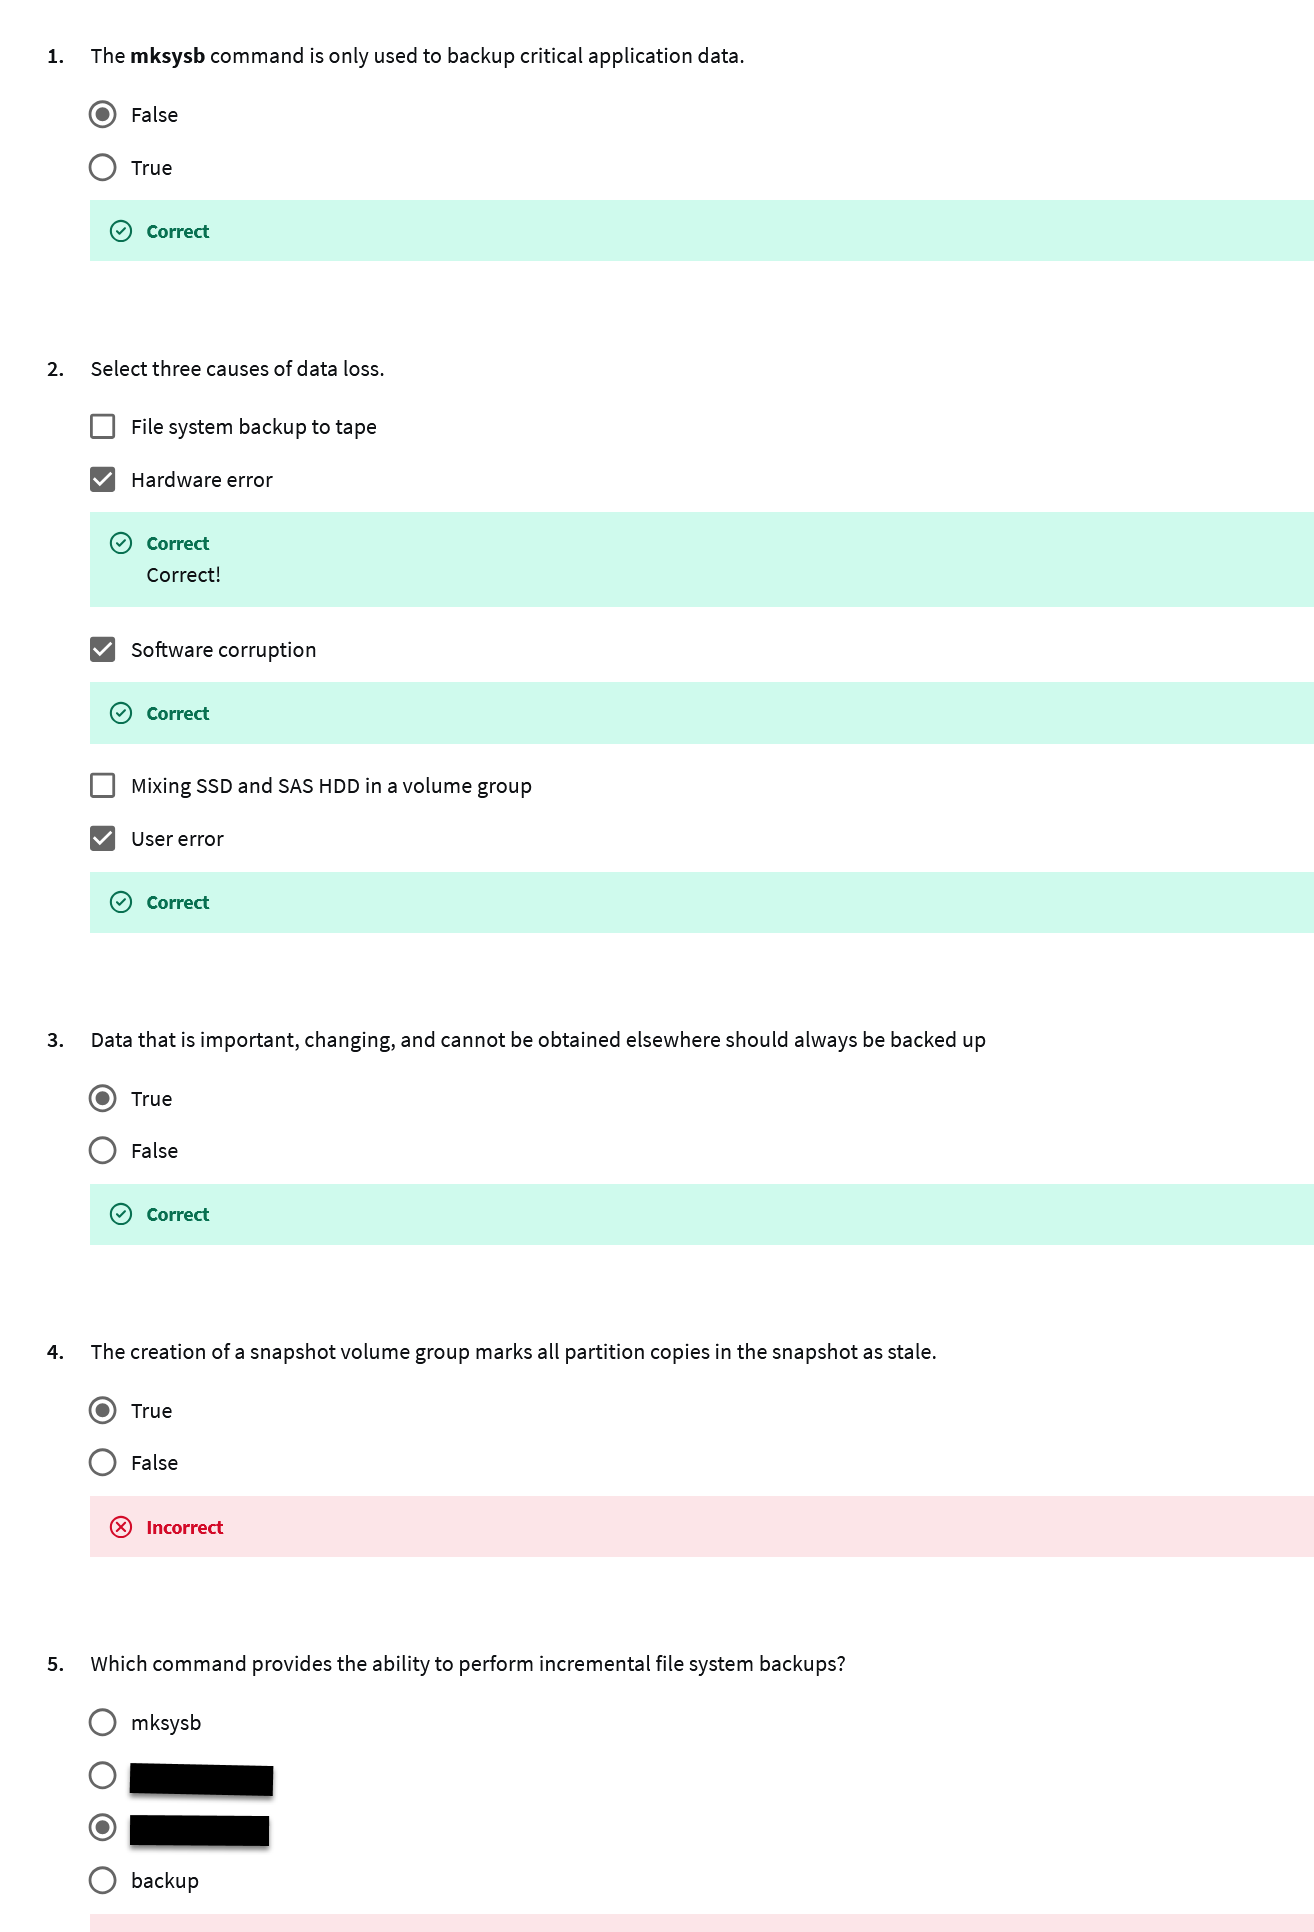 1. The mksysb command is only used to backup critical application data.
False
True
Correct
2. Select three causes of data loss.
File system backup to tape
Hardware error
Correct
Correct!
Software corruption
Correct
Mixing SSD and SAS HDD in a volume group
User error
Correct
3. Data that is important, changing, and cannot be obtained elsewhere should always be backed up
True
False
Correct
4. The creation of a snapshot volume group marks all partition copies in the snapshot as stale.
True
False
Incorrect
5. Which command provides the ability to perform incremental file system backups?
mksysb
backup